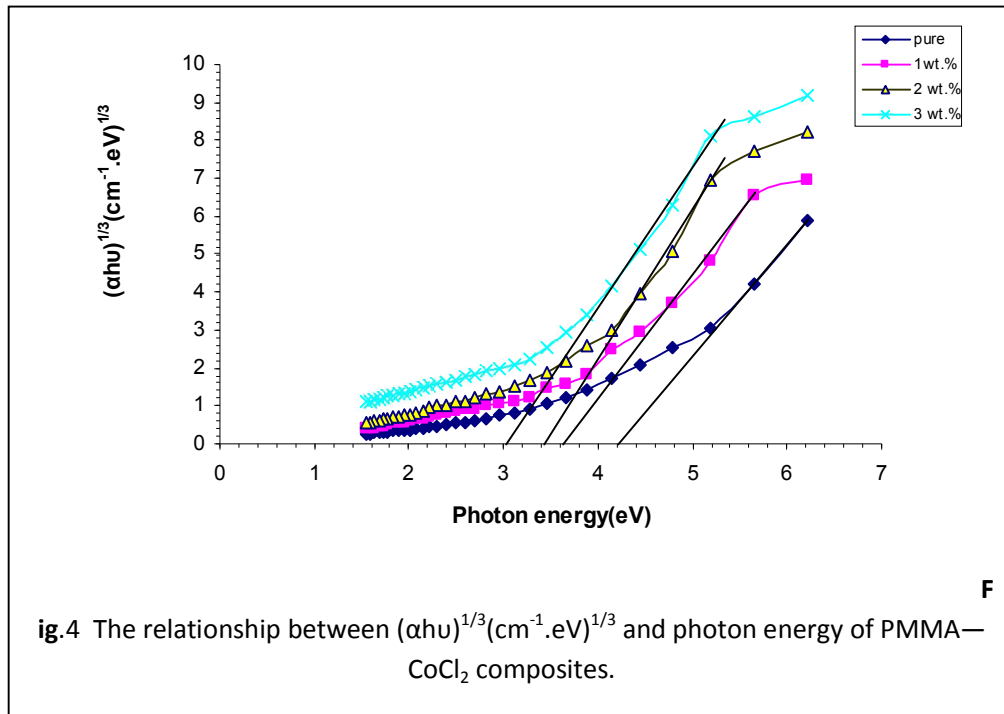 pure
1wt.%
2 wt.%
3 wt.%
10
9
8
7
6
5
4
3
2
1
0
(αhυ)^{1/3}(cm^{-1}.eV)^{1/3}
0 1 2 3 4 5 6 7
Photon energy(eV)
F
ig.4 The relationship between (αhυ)^{1/3}(cm^{-1}.eV)^{1/3} and photon energy of PMMA—
CoCl_2 composites.